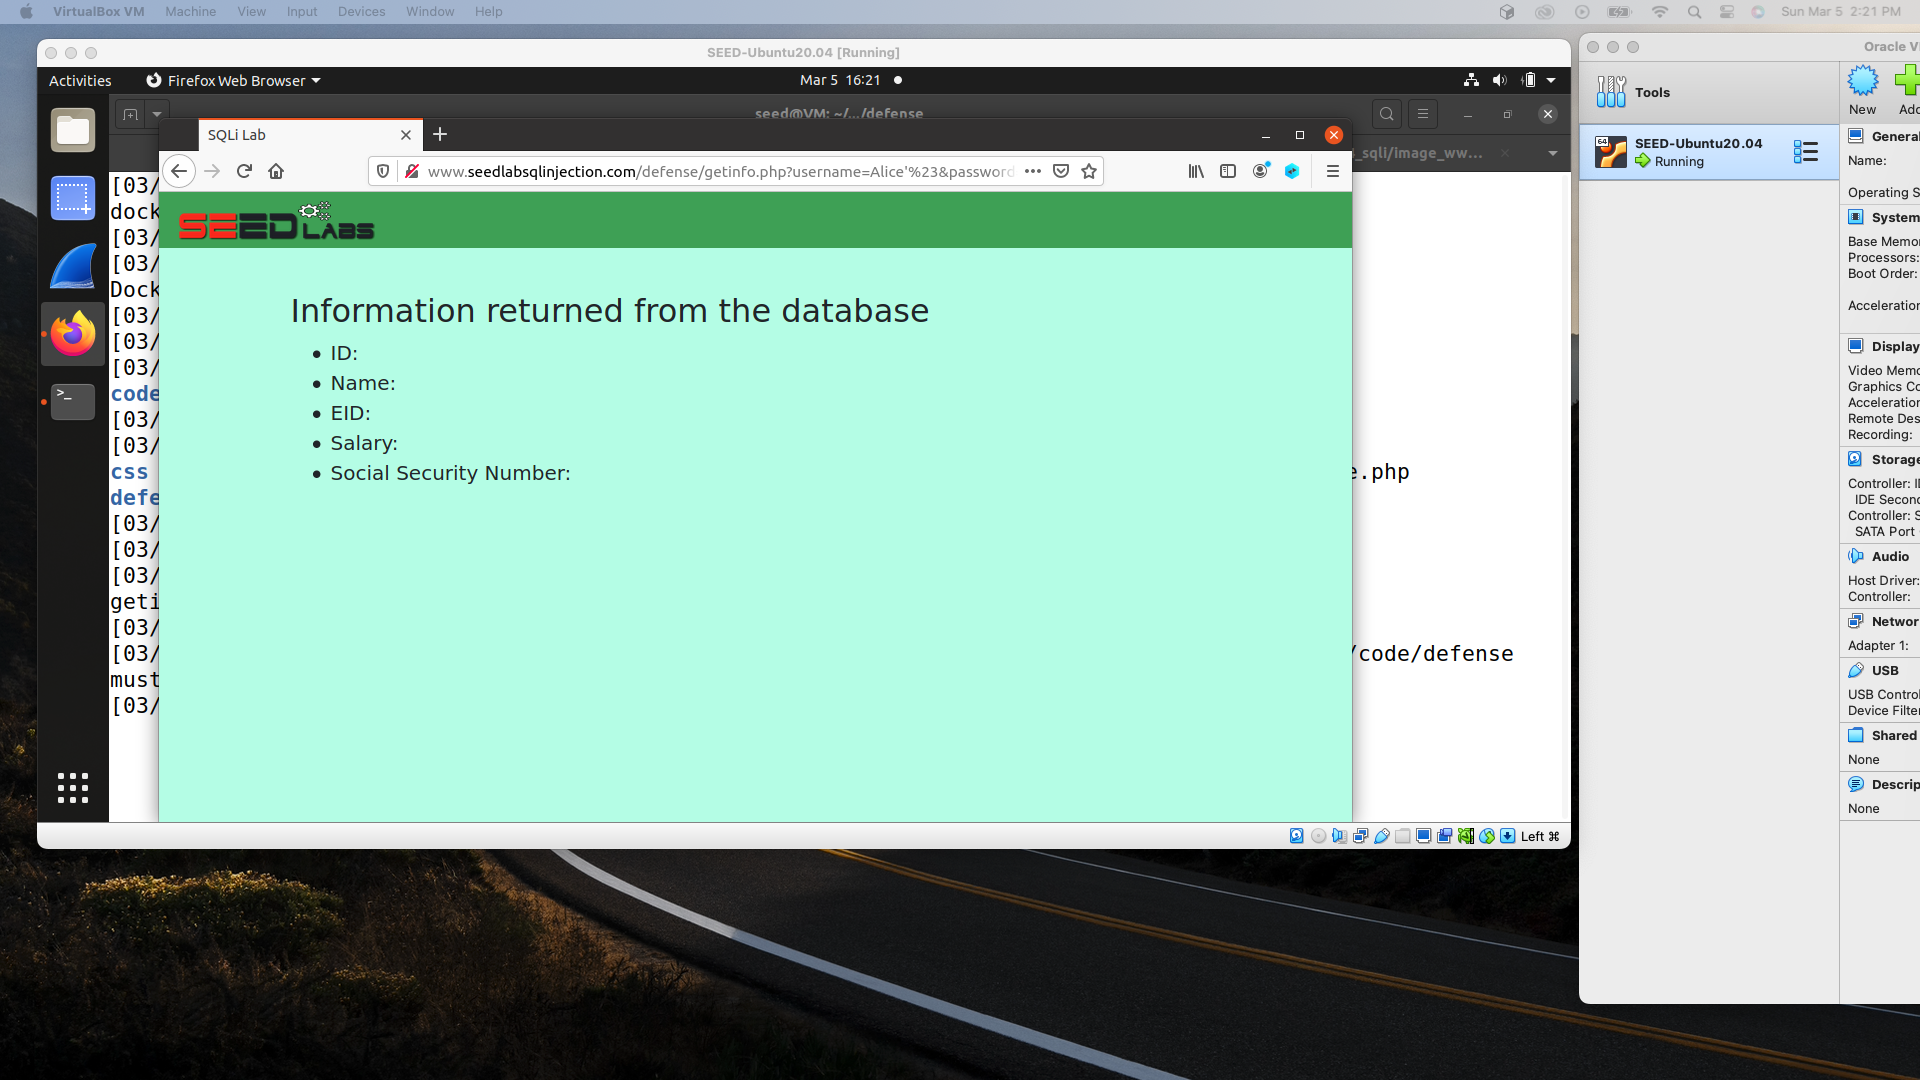 VirtualBox VM Machine View Input Devices Window Help Sun Mar 5 2:21 PM
SEED-Ubuntu20.04 [Running]
Activities Firefox Web Browser Mar 5 16:21
seed@VM: ~/.../defense
SQLi Lab
_sqli/image_ww...
www.seedlabsqlinjection.com/defense/getinfo.php?username=Alice'%23&password
SEED LABS
Information returned from the database
ID:
Name:
EID:
Salary:
Social Security Number:
[03/
dock
[03/
[03/
Dock
[03/
[03/
[03/
code
[03/
[03/
css
e.php
defe
[03/
[03/
[03/
geti
[03/
[03/
/code/defense
must
[03/
Left ⌘
Oracle V
Tools
New
Add
64
SEED-Ubuntu20.04
Running
General
Name:
Operating S
System
Base Memo
Processors:
Boot Order:
Acceleration
Display
Video Memo
Graphics Co
Acceleration
Remote Des
Recording:
Storage
Controller: ID
IDE Second
Controller: S
SATA Port
Audio
Host Driver:
Controller:
Networ
Adapter 1:
USB
USB Control
Device Filter
Shared
None
Descrip
None